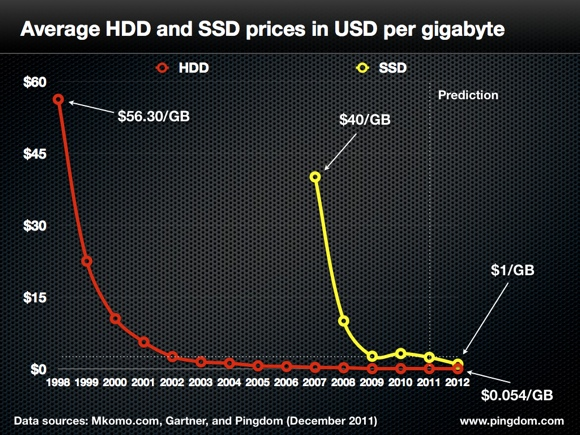 Average HDD and SSD prices in USD per gigabyte
HDD
SSD
$60
$45
$30
$15
$0
Prediction
$56.30/GB
$40/GB
$1/GB
$0.054/GB
1998 1999 2000 2001 2002 2003 2004 2005 2006 2007 2008 2009 2010 2011 2012
Data sources: Mkomo.com, Gartner, and Pingdom (December 2011)
www.pingdom.com